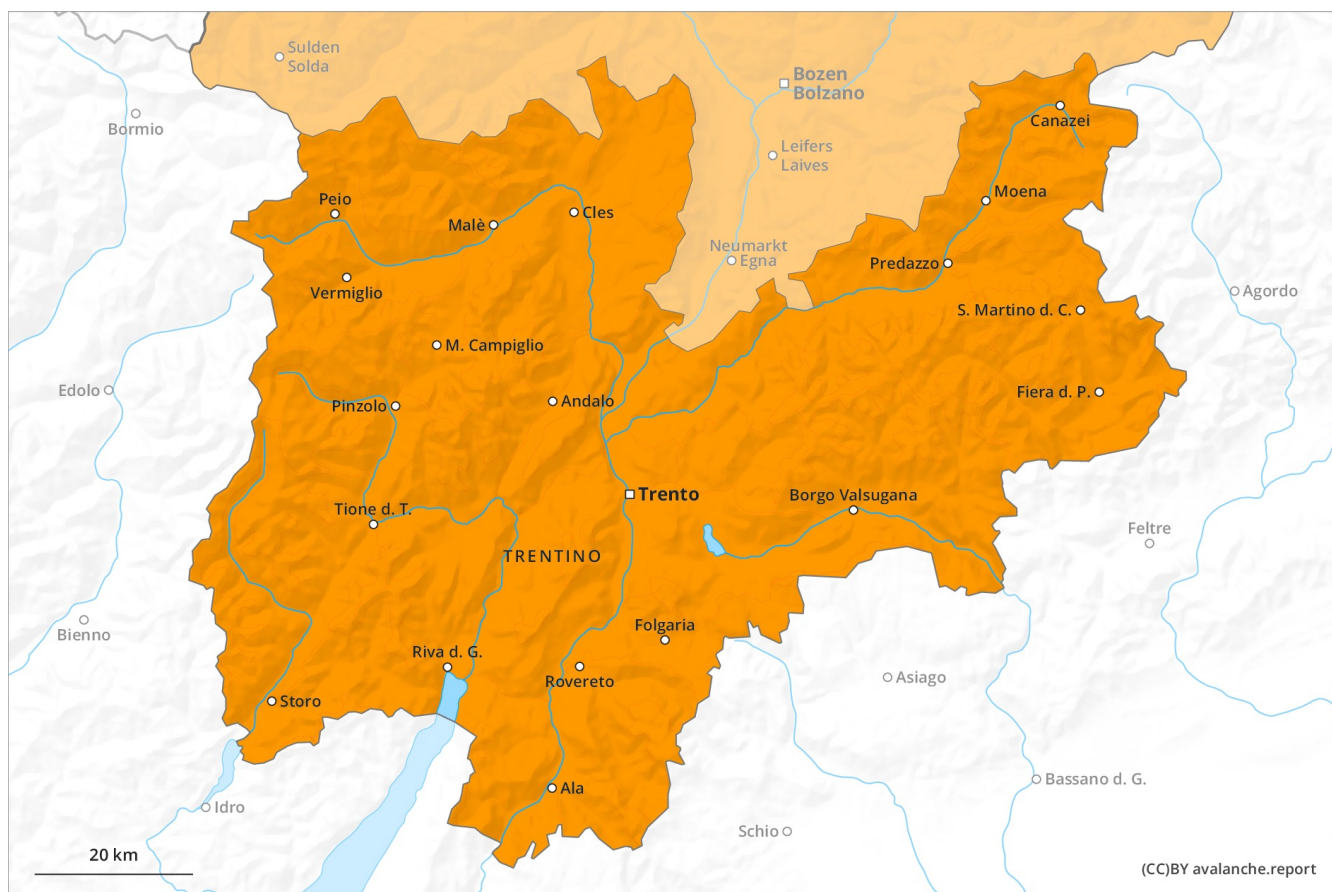 Sulden
Solda
Bozen
Bolzano
Bormio
Canazei
Leifers
Laives
Peio
Moena
Malè
Cles
Neumarkt
Egna
Predazzo
Vermiglio
Agordo
S. Martino d. C.
M. Campiglio
Edolo
Pinzolo
Andalo
Fiera d. P.
Trento
Borgo Valsugana
Tione d. T.
Feltre
TRENTINO
Bienno
Folgaria
Riva d. G.
Rovereto
Asiago
Storo
Bassano d. G.
Ala
Idro
Schio
20 km
(CC)BY avalanche.report